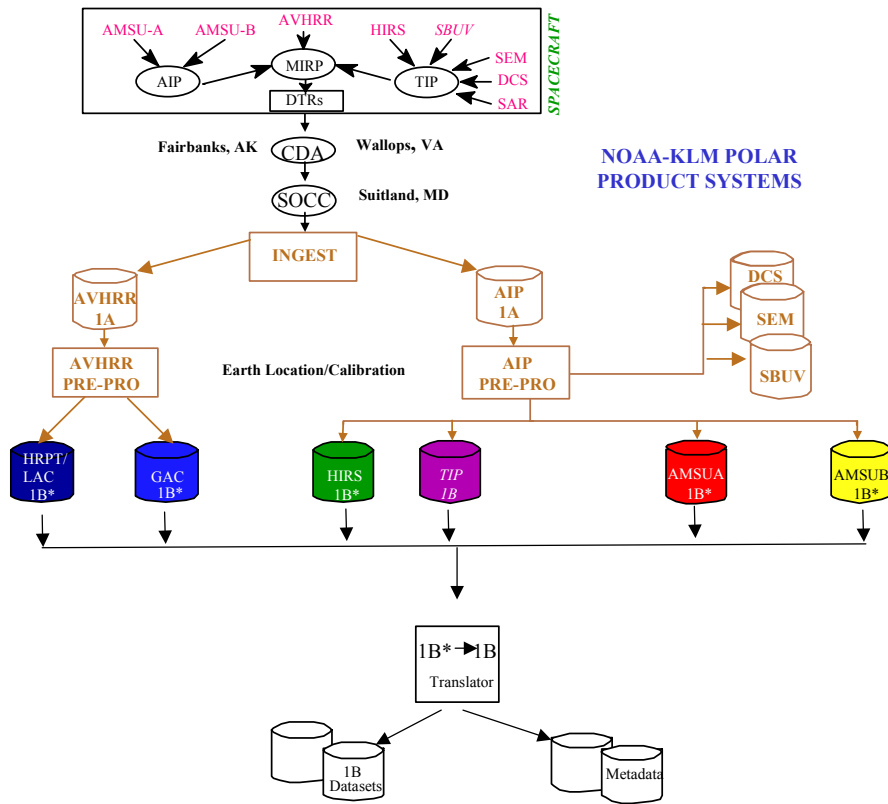 AMSU-A
AMSU-B
AVHRR
HIRS
SBUV
SPACECRAFT
MIRP
SEM
AIP
TIP
DCS
DTRs
SAR
Fairbanks, AK
CDA
Wallops, VA
NOAA-KLM POLAR
PRODUCT SYSTEMS
SOCC
Suitland, MD
INGEST
AVHRR
1A
AIP
1A
DCS
SEM
SBUV
AVHRR
PRE-PRO
Earth Location/Calibration
AIP
PRE-PRO
HRPT/
LAC
1B*
GAC
1B*
HIRS
1B*
TIP
1B
AMSUA
1B*
AMSUB
1B*
1B* 1B
Translator
1B
Datasets
Metadata